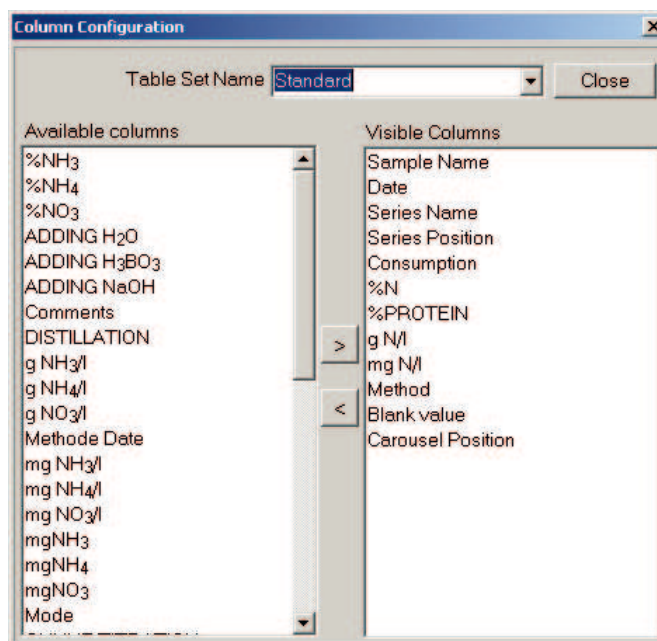 Column Configuration
Table Set Name Standard Close
Available columns
%NH3
%NH4
%NO3
ADDING H2O
ADDING H3BO3
ADDING NaOH
Comments
DISTILLATION
g NH3/l
g NH4/l
g NO3/l
Methode Date
mg NH3/l
mg NH4/l
mg NO3/l
mgNH3
mgNH4
mgNO3
Mode
>
<
Visible Columns
Sample Name
Date
Series Name
Series Position
Consumption
%N
%PROTEIN
g N/l
mg N/l
Method
Blank value
Carousel Position